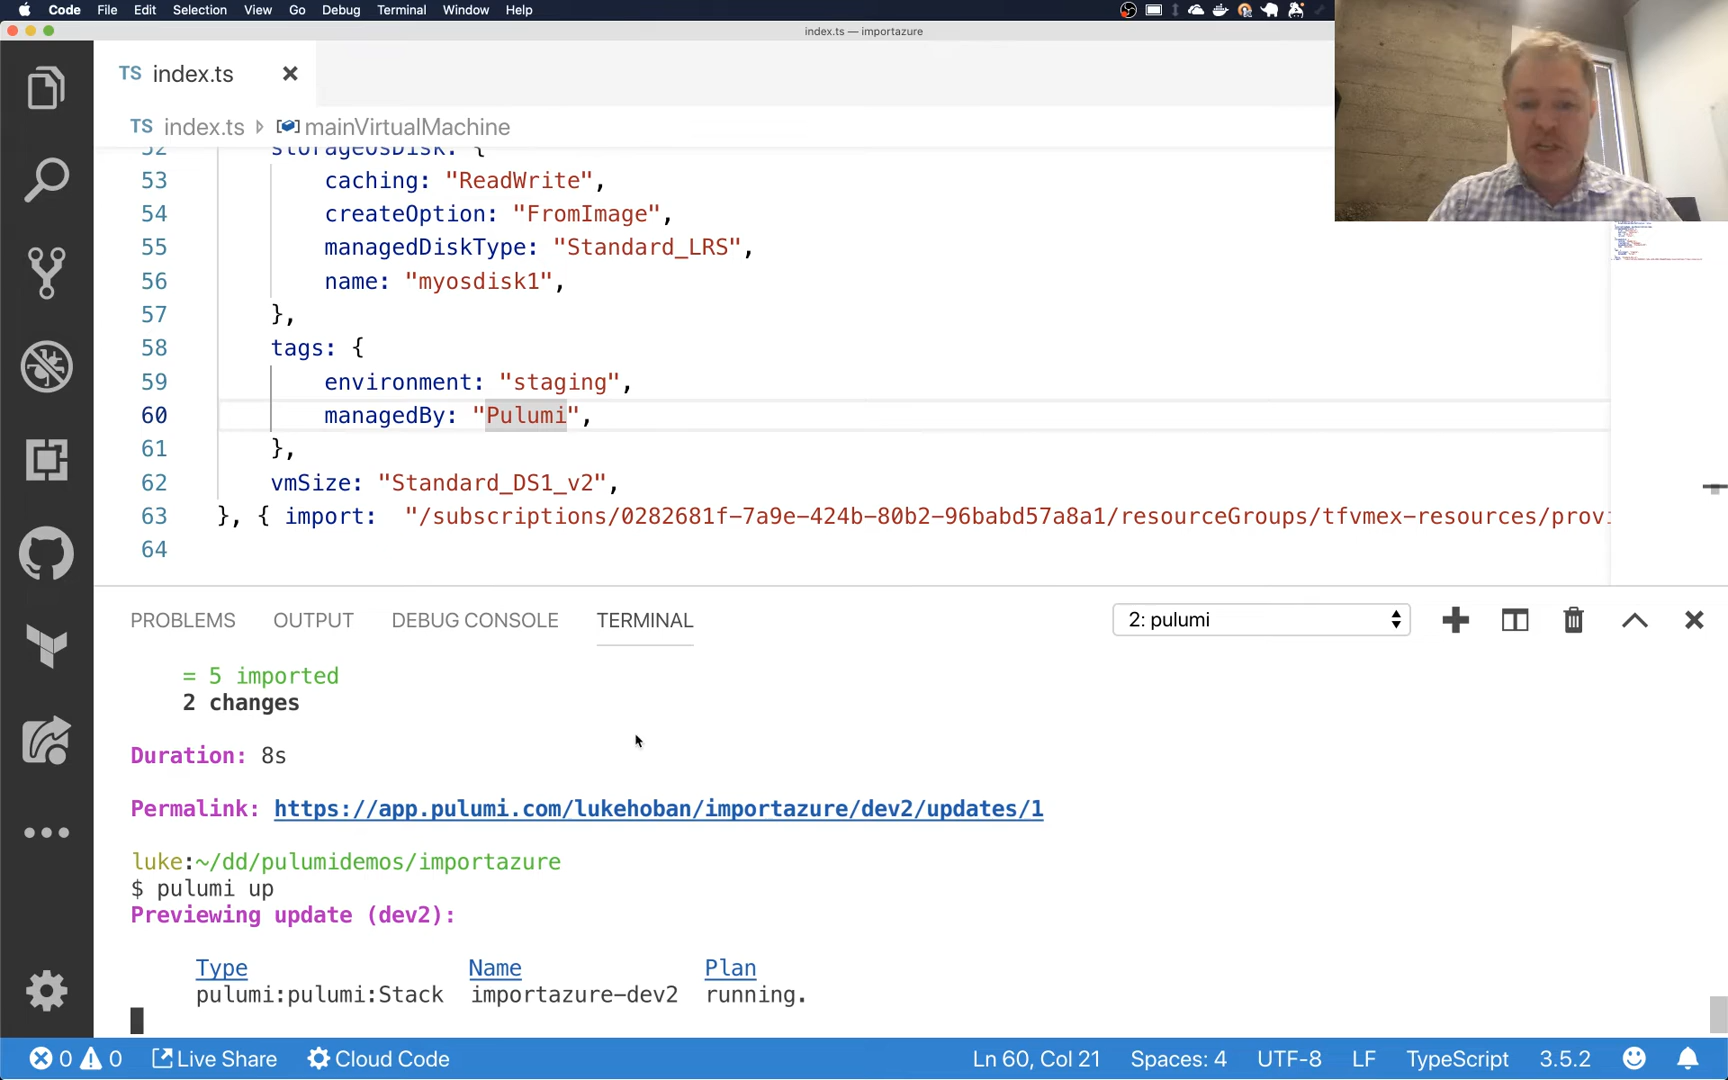 Code File Edit Selection View Go Debug Terminal Window Help
index.ts — importazure
TS index.ts
TS index.ts mainVirtualMachine
52 storageOsDisk: {
53 caching: "ReadWrite",
54 createOption: "FromImage",
55 managedDiskType: "Standard_LRS",
56 name: "myosdisk1",
57 },
58 tags: {
59 environment: "staging",
60 managedBy: "Pulumi",
61 },
62 vmSize: "Standard_DS1_v2",
63 }, { import: "/subscriptions/0282681f-7a9e-424b-80b2-96babd57a8a1/resourceGroups/tfvmex-resources/provi
64
PROBLEMS OUTPUT DEBUG CONSOLE TERMINAL 2: pulumi
= 5 imported
2 changes
Duration: 8s
Permalink: https://app.pulumi.com/lukehoban/importazure/dev2/updates/1
luke:~/dd/pulumidemos/importazure
$ pulumi up
Previewing update (dev2):
Type Name Plan
pulumi:pulumi:Stack importazure-dev2 running.
0 0 Live Share Cloud Code Ln 60, Col 21 Spaces: 4 UTF-8 LF TypeScript 3.5.2